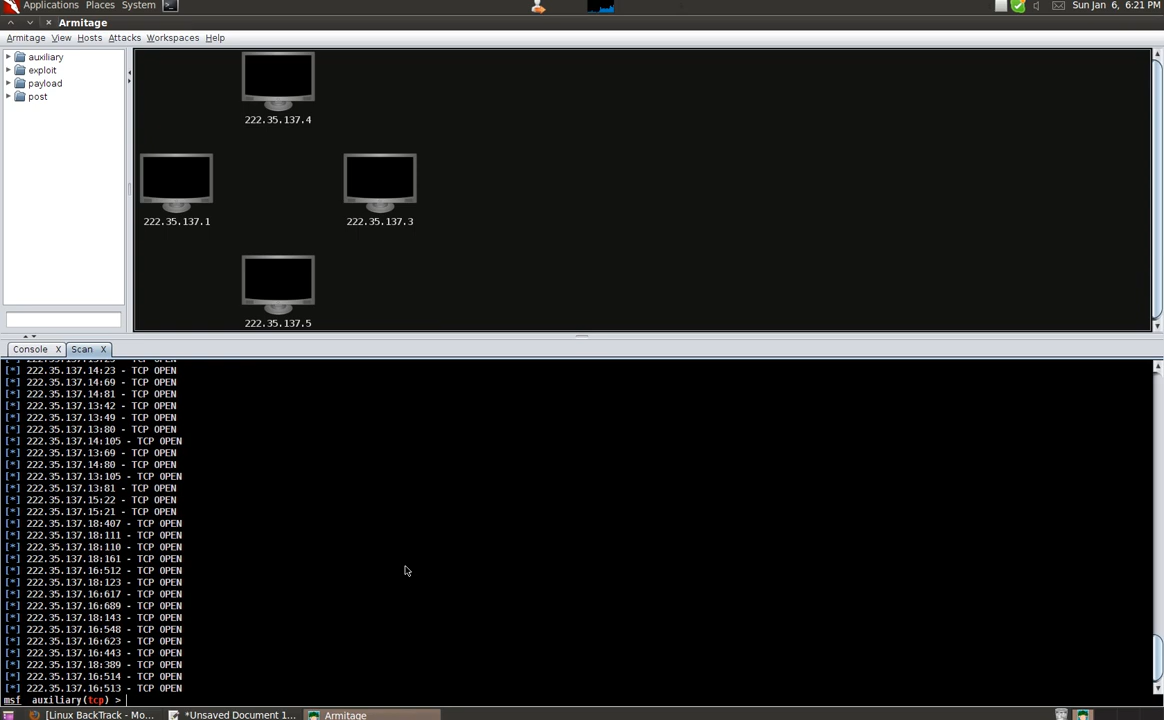 Applications Places System Sun Jan 6, 6:21 PM
Armitage
Armitage View Hosts Attacks Workspaces Help
auxiliary
exploit
payload
post
222.35.137.4
222.35.137.1 222.35.137.3
222.35.137.5
Console X Scan X
[*] 222.35.137.14:23 - TCP OPEN
[*] 222.35.137.14:69 - TCP OPEN
[*] 222.35.137.14:81 - TCP OPEN
[*] 222.35.137.13:42 - TCP OPEN
[*] 222.35.137.13:49 - TCP OPEN
[*] 222.35.137.13:80 - TCP OPEN
[*] 222.35.137.14:105 - TCP OPEN
[*] 222.35.137.13:69 - TCP OPEN
[*] 222.35.137.14:80 - TCP OPEN
[*] 222.35.137.13:105 - TCP OPEN
[*] 222.35.137.13:81 - TCP OPEN
[*] 222.35.137.15:22 - TCP OPEN
[*] 222.35.137.15:21 - TCP OPEN
[*] 222.35.137.18:407 - TCP OPEN
[*] 222.35.137.18:111 - TCP OPEN
[*] 222.35.137.18:110 - TCP OPEN
[*] 222.35.137.18:161 - TCP OPEN
[*] 222.35.137.16:512 - TCP OPEN
[*] 222.35.137.18:123 - TCP OPEN
[*] 222.35.137.16:617 - TCP OPEN
[*] 222.35.137.16:689 - TCP OPEN
[*] 222.35.137.18:143 - TCP OPEN
[*] 222.35.137.16:548 - TCP OPEN
[*] 222.35.137.16:623 - TCP OPEN
[*] 222.35.137.16:443 - TCP OPEN
[*] 222.35.137.18:389 - TCP OPEN
[*] 222.35.137.16:514 - TCP OPEN
[*] 222.35.137.16:513 - TCP OPEN
msf auxiliary(tcp) >
[Linux BackTrack - Mo... *Unsaved Document 1... Armitage